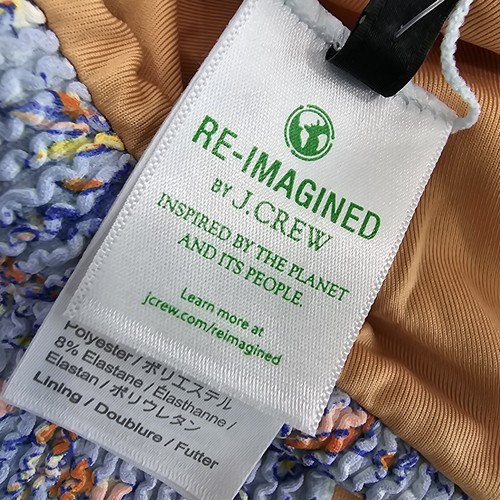 RE-IMAGINED
BY J.CREW
INSPIRED BY THE PLANET
AND ITS PEOPLE.
Learn more at
jcrew.com/reimagined
Polyester / ポリエステル
8% Elastane / Élasthanne /
Elastan / ポリウレタン
Lining / Doublure / Futter